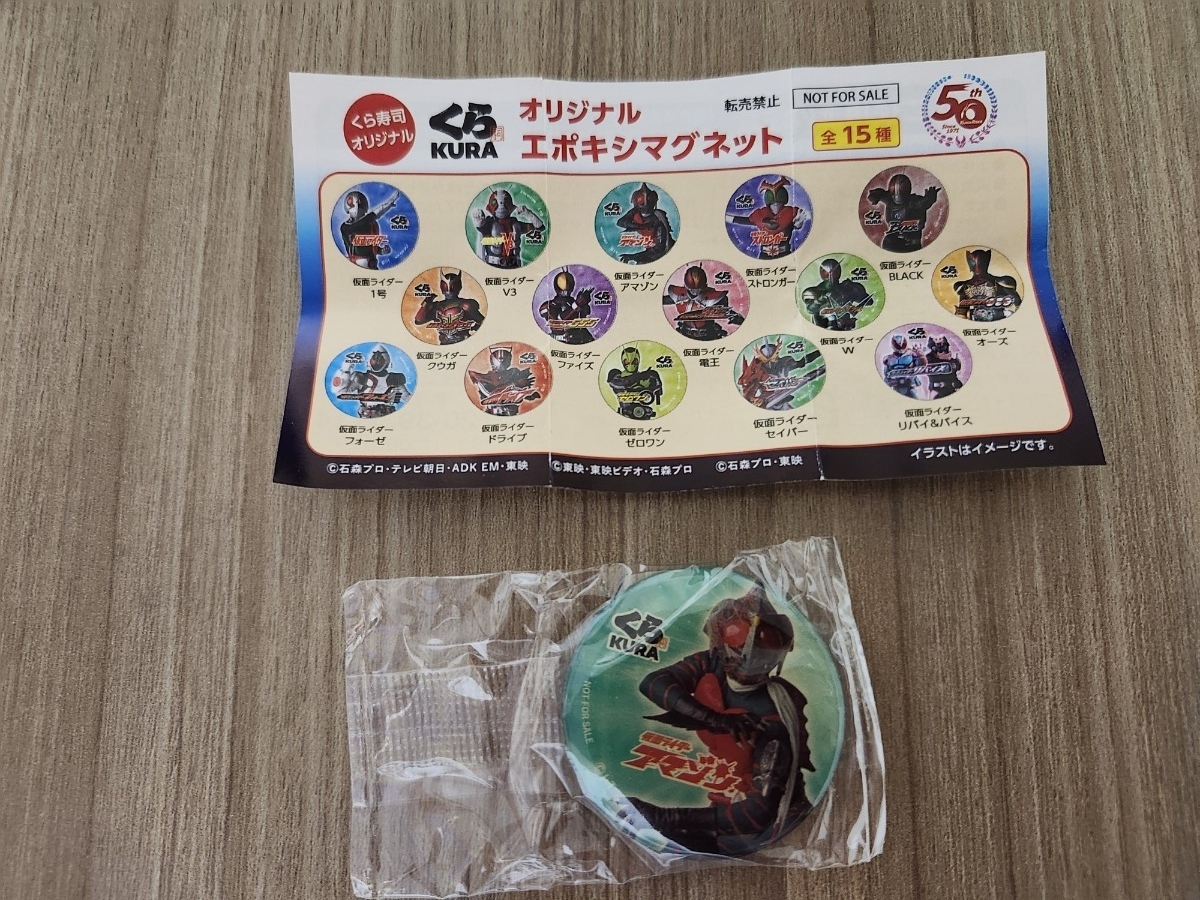 くら寿司
オリジナル
くら
KURA
オリジナル
エポキシマグネット
転売禁止
NOT FOR SALE
全15種
50th
Since 1977
仮面ライダー
1号
仮面ライダー
V3
仮面ライダー
アマゾン
仮面ライダー
ストロンガー
仮面ライダー
BLACK
仮面ライダー
クウガ
仮面ライダー
ファイズ
仮面ライダー
電王
仮面ライダー
W
仮面ライダー
オーズ
仮面ライダー
フォーゼ
仮面ライダー
ドライブ
仮面ライダー
ゼロワン
仮面ライダー
セイバー
仮面ライダー
リバイ&バイス
イラストはイメージです。
©石森プロ・テレビ朝日・ADK EM・東映 ©東映・東映ビデオ・石森プロ ©石森プロ・東映
くら
KURA
NOT FOR SALE
仮面ライダー
アマゾン